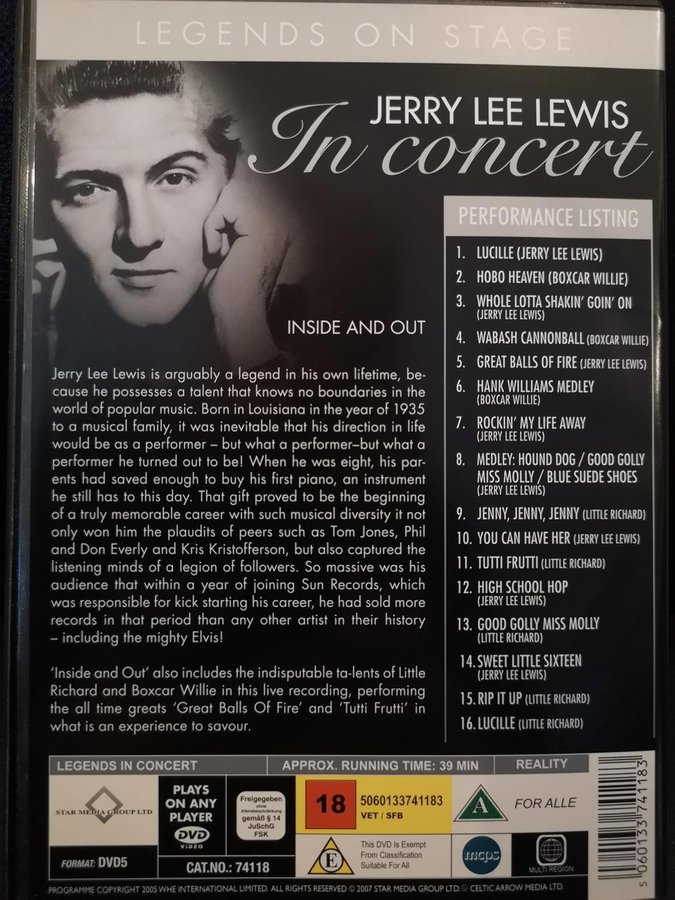 LEGENDS ON STAGE
JERRY LEE LEWIS
In concert
INSIDE AND OUT
Jerry Lee Lewis is arguably a legend in his own lifetime, be-
cause he possesses a talent that knows no boundaries in the
world of popular music. Born in Louisiana in the year of 1935
to a musical family, it was inevitable that his direction in life
would be as a performer – but what a performer–but what a
performer he turned out to be! When he was eight, his par-
ents had saved enough to buy his first piano, an instrument
he still has to this day. That gift proved to be the beginning
of a truly memorable career with such musical diversity it not
only won him the plaudits of peers such as Tom Jones, Phil
and Don Everly and Kris Kristofferson, but also captured the
listening minds of a legion of followers. So massive was his
audience that within a year of joining Sun Records, which
was responsible for kick starting his career, he had sold more
records in that period than any other artist in their history
– including the mighty Elvis!
'Inside and Out' also includes the indisputable ta-lents of Little
Richard and Boxcar Willie in this live recording, performing
the all time greats 'Great Balls Of Fire' and 'Tutti Frutti' in
what is an experience to savour.
PERFORMANCE LISTING
1. LUCILLE (JERRY LEE LEWIS)
2. HOBO HEAVEN (BOXCAR WILLIE)
3. WHOLE LOTTA SHAKIN' GOIN' ON
(JERRY LEE LEWIS)
4. WABASH CANNONBALL (BOXCAR WILLIE)
5. GREAT BALLS OF FIRE (JERRY LEE LEWIS)
6. HANK WILLIAMS MEDLEY
(BOXCAR WILLIE)
7. ROCKIN' MY LIFE AWAY
(JERRY LEE LEWIS)
8. MEDLEY: HOUND DOG / GOOD GOLLY
MISS MOLLY / BLUE SUEDE SHOES
(JERRY LEE LEWIS)
9. JENNY, JENNY, JENNY (LITTLE RICHARD)
10. YOU CAN HAVE HER (JERRY LEE LEWIS)
11. TUTTI FRUTTI (LITTLE RICHARD)
12. HIGH SCHOOL HOP
(JERRY LEE LEWIS)
13. GOOD GOLLY MISS MOLLY
(LITTLE RICHARD)
14. SWEET LITTLE SIXTEEN
(JERRY LEE LEWIS)
15. RIP IT UP (LITTLE RICHARD)
16. LUCILLE (LITTLE RICHARD)
LEGENDS IN CONCERT
APPROX. RUNNING TIME: 39 MIN
REALITY
STAR MEDIA GROUP LTD
FORMAT: DVD5
PLAYS
ON ANY
PLAYER
DVD
VIDEO
CAT.NO.: 74118
Freigegeben
ohne
Altersbeschränkung
gemäß § 14
JuSchG
FSK
18
5060133741183
VET / SFB
E
This DVD Is Exempt
From Classification
Suitable For All
A
FOR ALLE
mcps
MULTI REGION
5 060133 741183
PROGRAMME COPYRIGHT 2005 WHE INTERNATIONAL LIMITED. ALL RIGHTS RESERVED © 2007 STAR MEDIA GROUP LTD. © CELTIC ARROW MEDIA LTD.